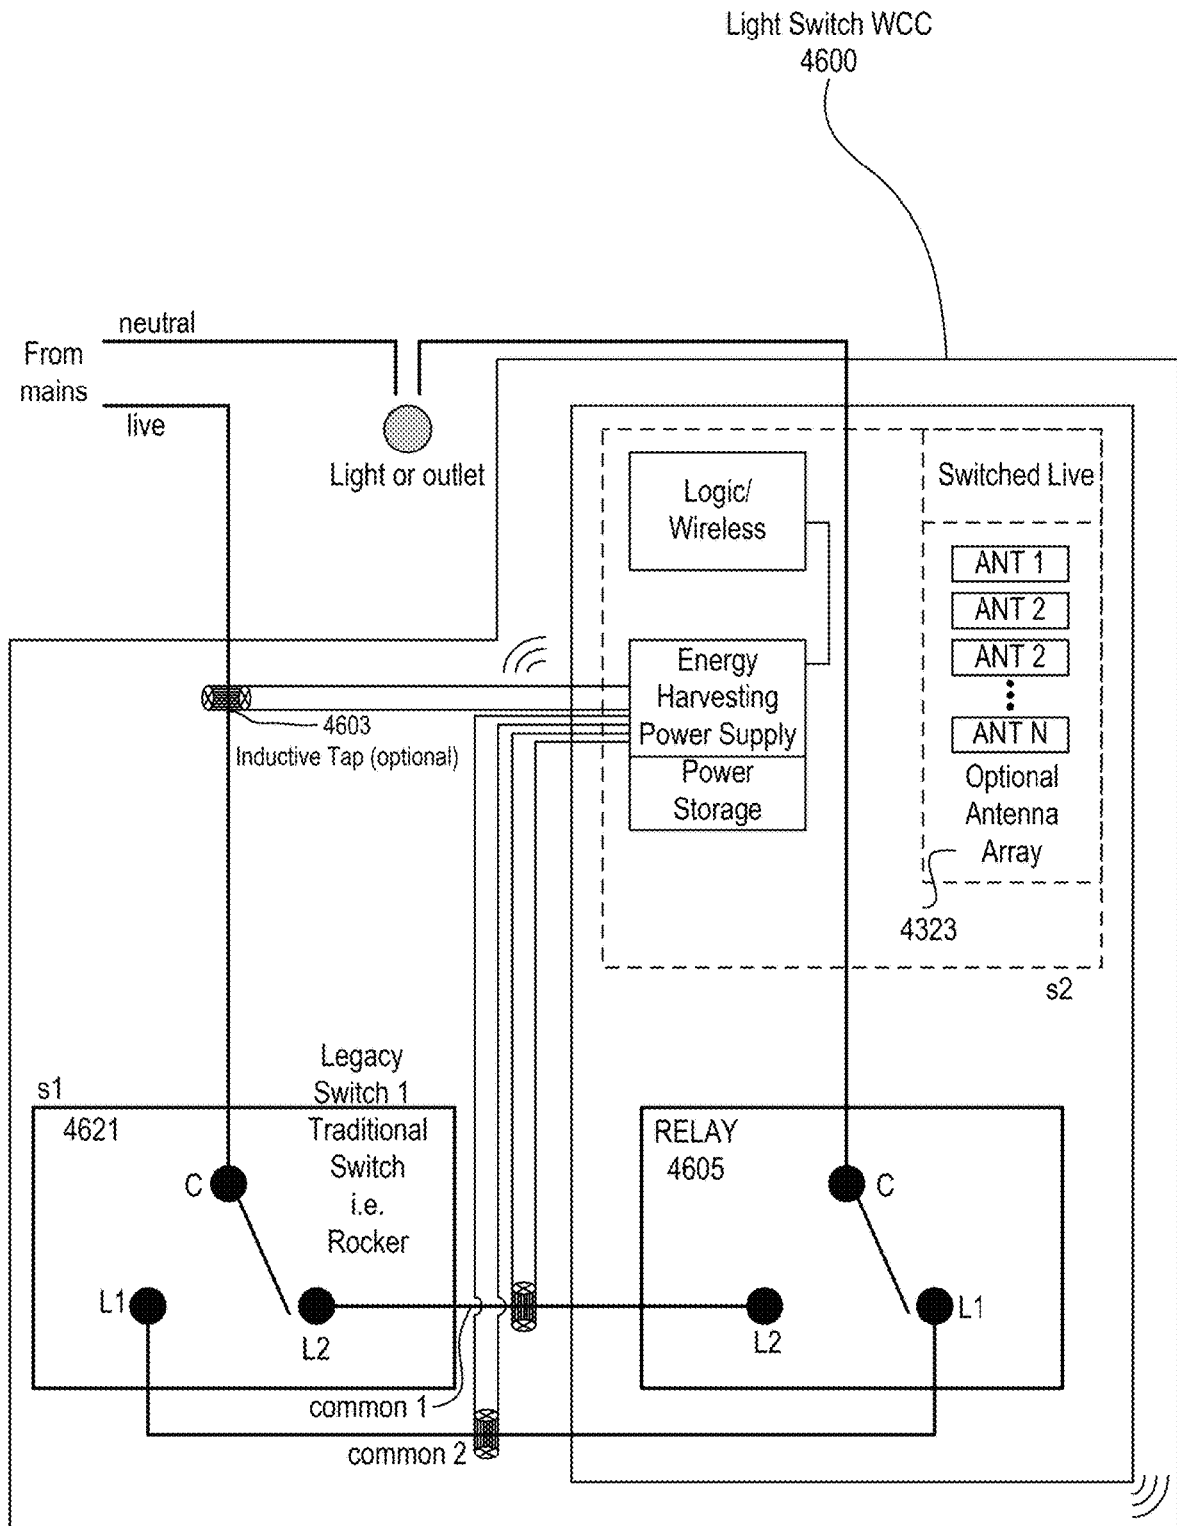 Light Switch WCC
4600
neutral
From
mains
live
Light or outlet
Logic/
Wireless
Switched Live
ANT 1
ANT 2
ANT 2
ANT N
Optional
Antenna
Array
4323
Energy
Harvesting
Power Supply
Power
Storage
4603
Inductive Tap (optional)
s2
s1
4621
Legacy
Switch 1
Traditional
Switch
i.e.
Rocker
C
L1
L2
RELAY
4605
C
L2
L1
common 1
common 2